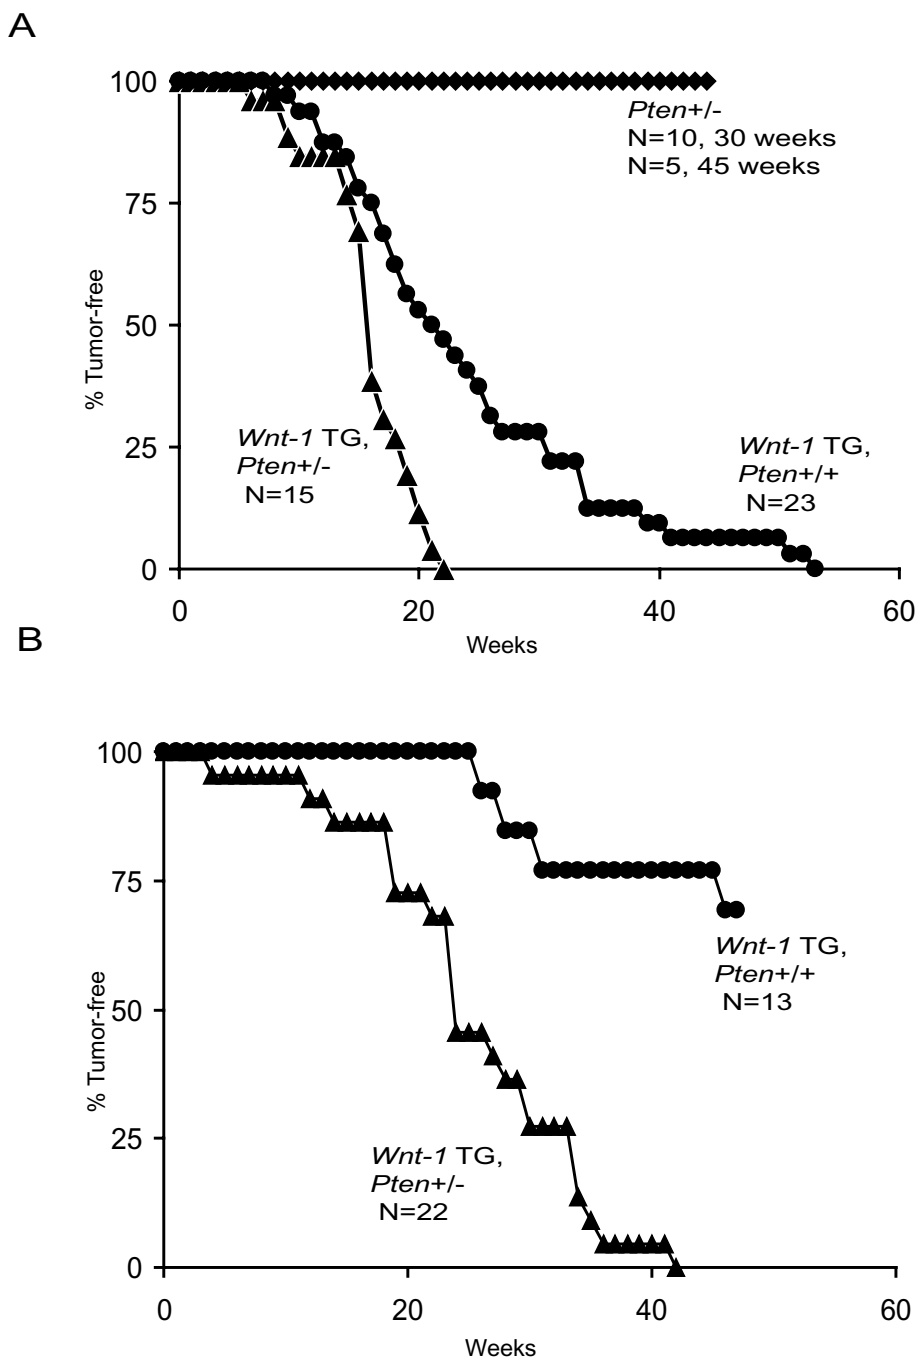 A
100
75
50
25
0
% Tumor-free
Pten+/-
N=10, 30 weeks
N=5, 45 weeks
Wnt-1 TG,
Pten+/-
N=15
Wnt-1 TG,
Pten+/+
N=23
0 20 40 60
Weeks
B
100
75
50
25
0
% Tumor-free
Wnt-1 TG,
Pten+/+
N=13
Wnt-1 TG,
Pten+/-
N=22
0 20 40 60
Weeks